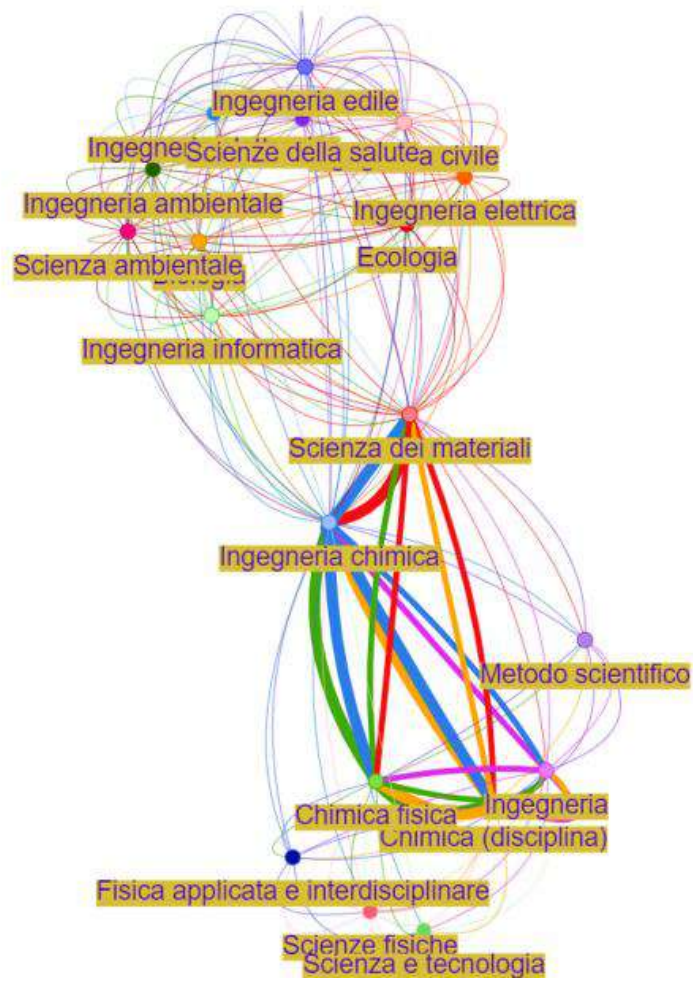 Ingegneria edile
Scienze della salute
a civile
Ingegneria ambientale
Ingegneria elettrica
Scienza ambientale
Ecologia
Ingegneria informatica
Scienza dei materiali
Ingegneria chimica
Metodo scientifico
Ingegneria
Chimica fisica
Chimica (disciplina)
Fisica applicata e interdisciplinare
Scienze fisiche
Scienza e tecnologia